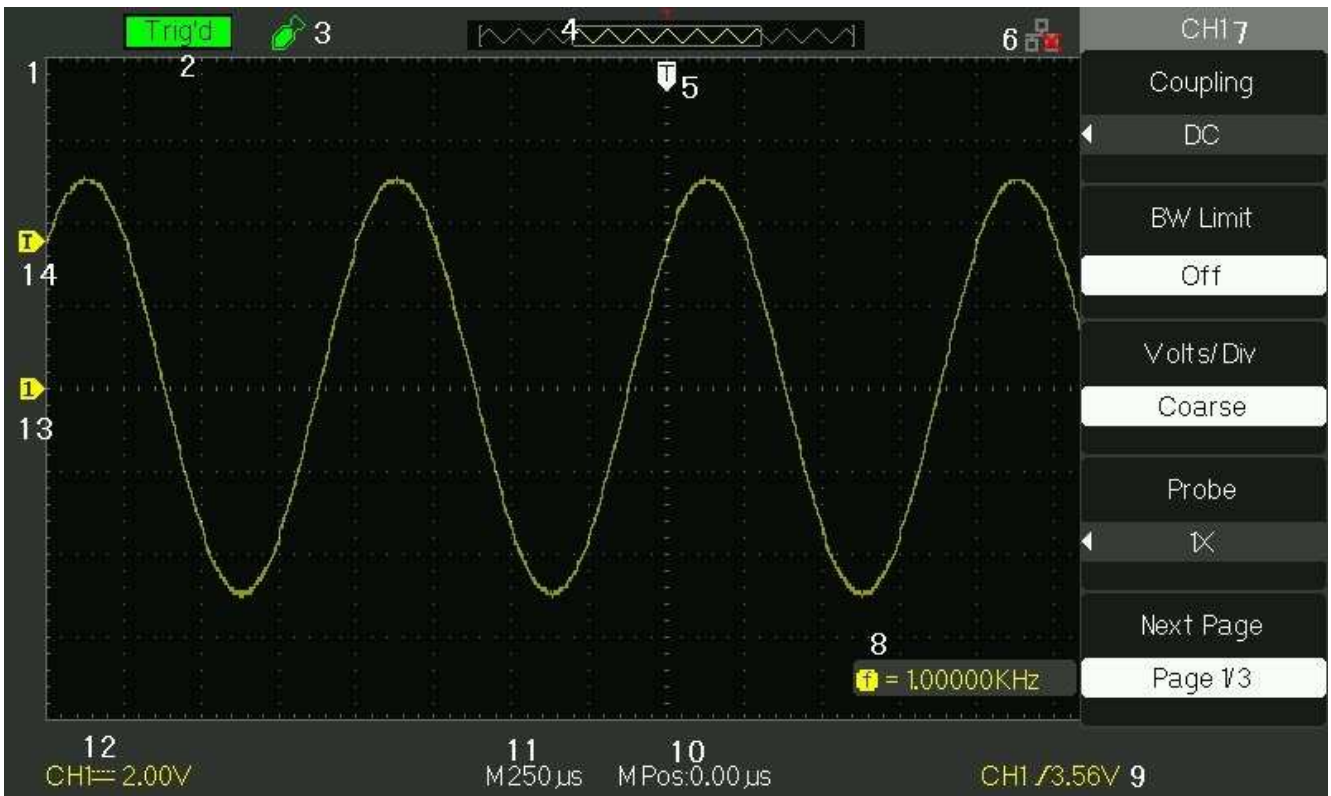 Trig'd
3
4
T
6
CH1 7
1
2
T
5
Coupling
DC
BW Limit
T
14
Off
Volts/Div
1
Coarse
13
Probe
1X
8
Next Page
f = 1.00000KHz
Page 1/3
12
11
10
CH1 2.00V
M 250 µs
M Pos:0.00 µs
CH1 /3.56V 9